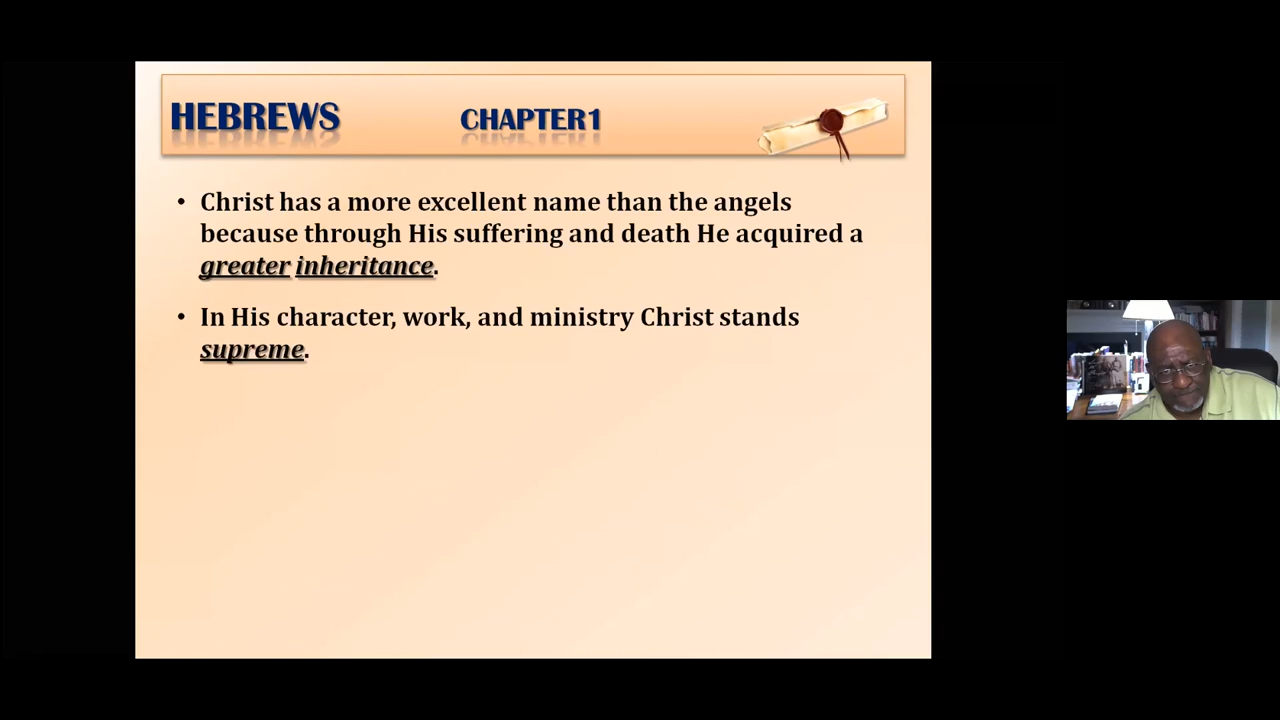 HEBREWS CHAPTER1
• Christ has a more excellent name than the angels
because through His suffering and death He acquired a
greater inheritance.
• In His character, work, and ministry Christ stands
supreme.